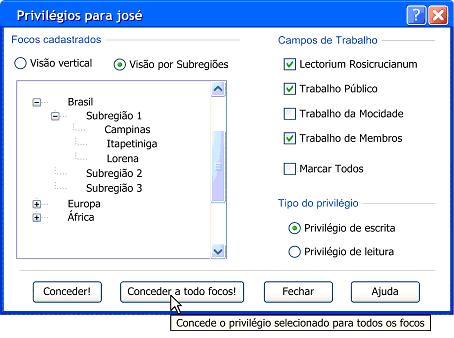 Privilégios para josé
Focos cadastrados
Visão vertical
Visão por Subregiões
Brasil
Subregião 1
Campinas
Itapetiniga
Lorena
Subregião 2
Subregião 3
Europa
África
Campos de Trabalho
Lectorium Rosicrucianum
Trabalho Público
Trabalho da Mocidade
Trabalho de Membros
Marcar Todos
Tipo do privilégio
Privilégio de escrita
Privilégio de leitura
Conceder!
Conceder a todo focos!
Fechar
Ajuda
Concede o privilégio selecionado para todos os focos